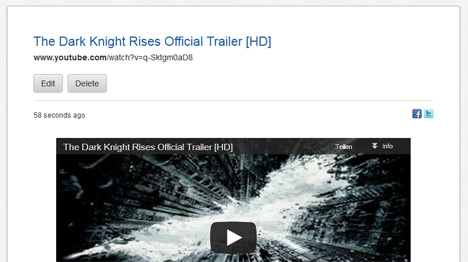 The Dark Knight Rises Official Trailer [HD]
www.youtube.com/watch?v=q-Sktgm0aD8
Edit Delete
58 seconds ago
The Dark Knight Rises Official Trailer [HD] Teilen Info